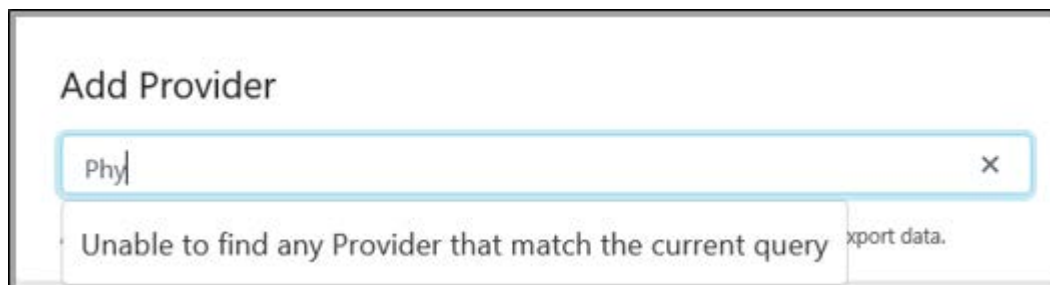 Add Provider
Phy
Unable to find any Provider that match the current query
xport data.